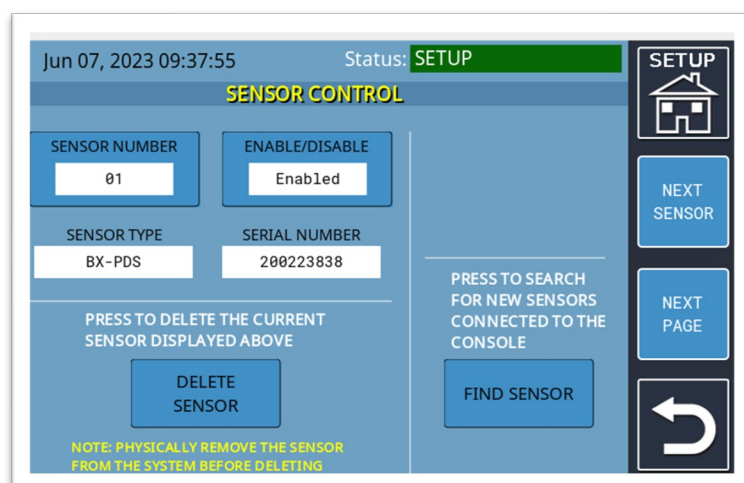 Jun 07, 2023 09:37:55
Status: SETUP
SENSOR CONTROL
SENSOR NUMBER
01
ENABLE/DISABLE
Enabled
SENSOR TYPE
BX-PDS
SERIAL NUMBER
200223838
PRESS TO DELETE THE CURRENT
SENSOR DISPLAYED ABOVE
DELETE
SENSOR
NOTE: PHYSICALLY REMOVE THE SENSOR
FROM THE SYSTEM BEFORE DELETING
PRESS TO SEARCH
FOR NEW SENSORS
CONNECTED TO THE
CONSOLE
FIND SENSOR
SETUP
NEXT
SENSOR
NEXT
PAGE